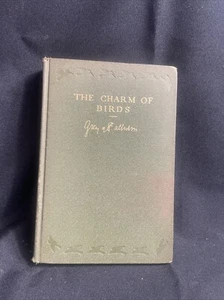 THE CHARM OF
BIRDS
Grey of Fallodon